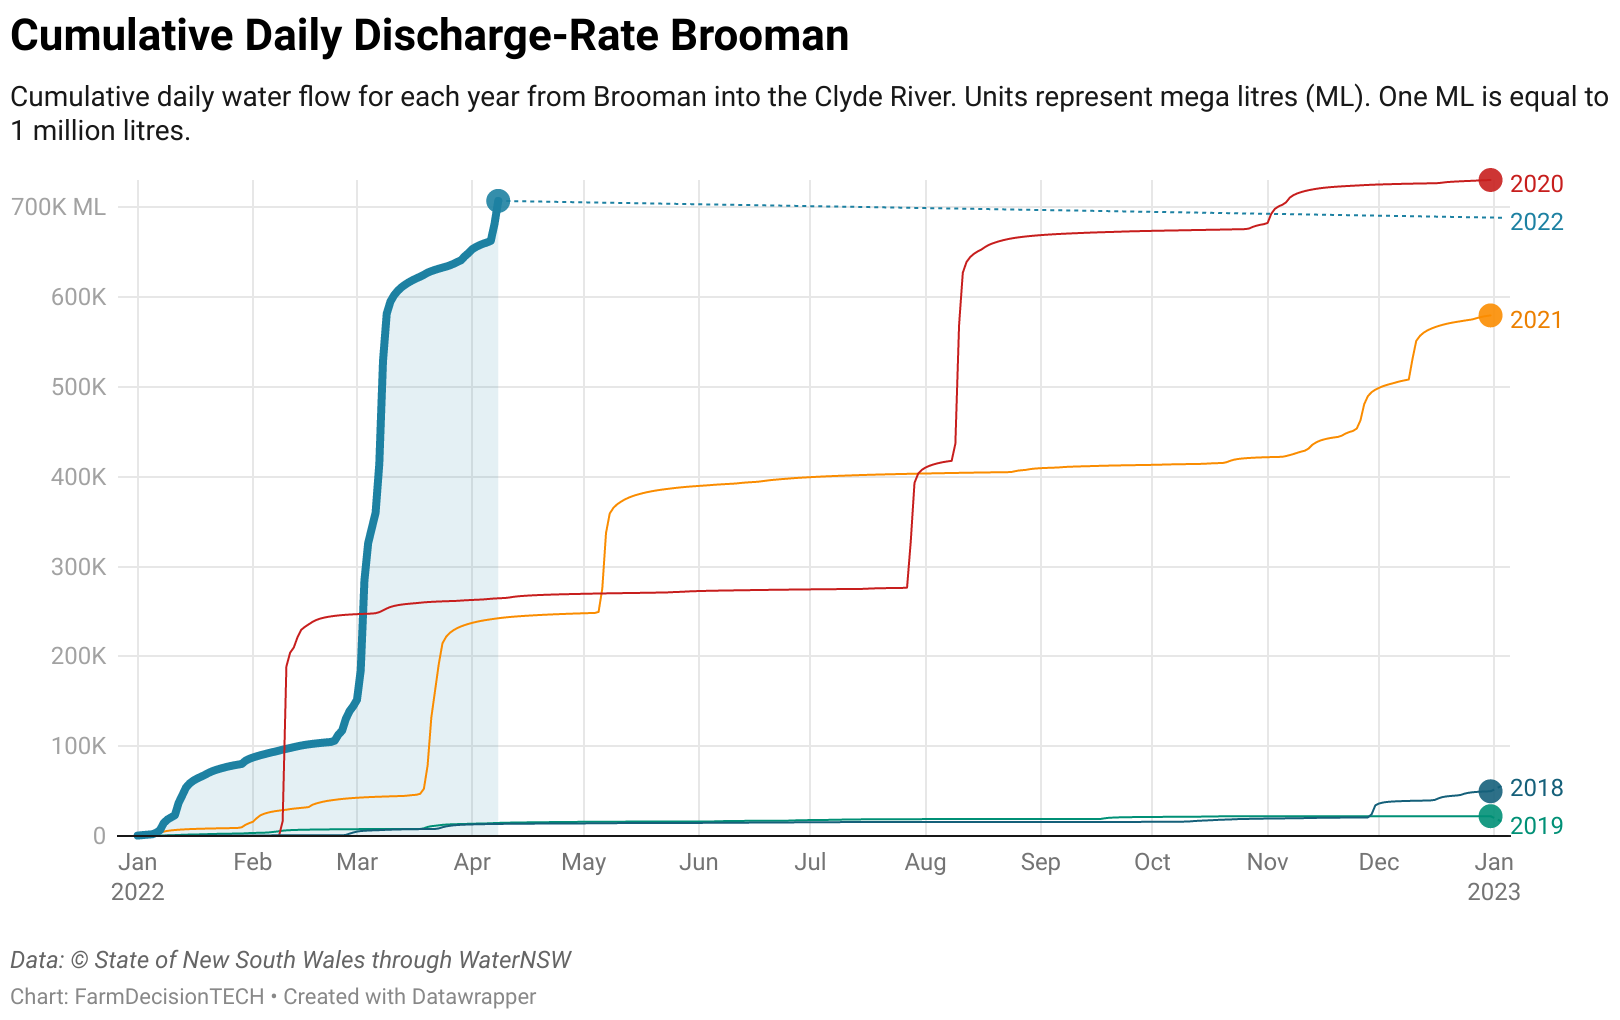 Cumulative Daily Discharge-Rate Brooman
Cumulative daily water flow for each year from Brooman into the Clyde River. Units represent mega litres (ML). One ML is equal to
1 million litres.
700K ML
600K
500K
400K
300K
200K
100K
0
2020
2022
2021
2018
2019
Jan Feb Mar Apr May Jun Jul Aug Sep Oct Nov Dec Jan
2022 2023
Data: © State of New South Wales through WaterNSW
Chart: FarmDecisionTECH • Created with Datawrapper